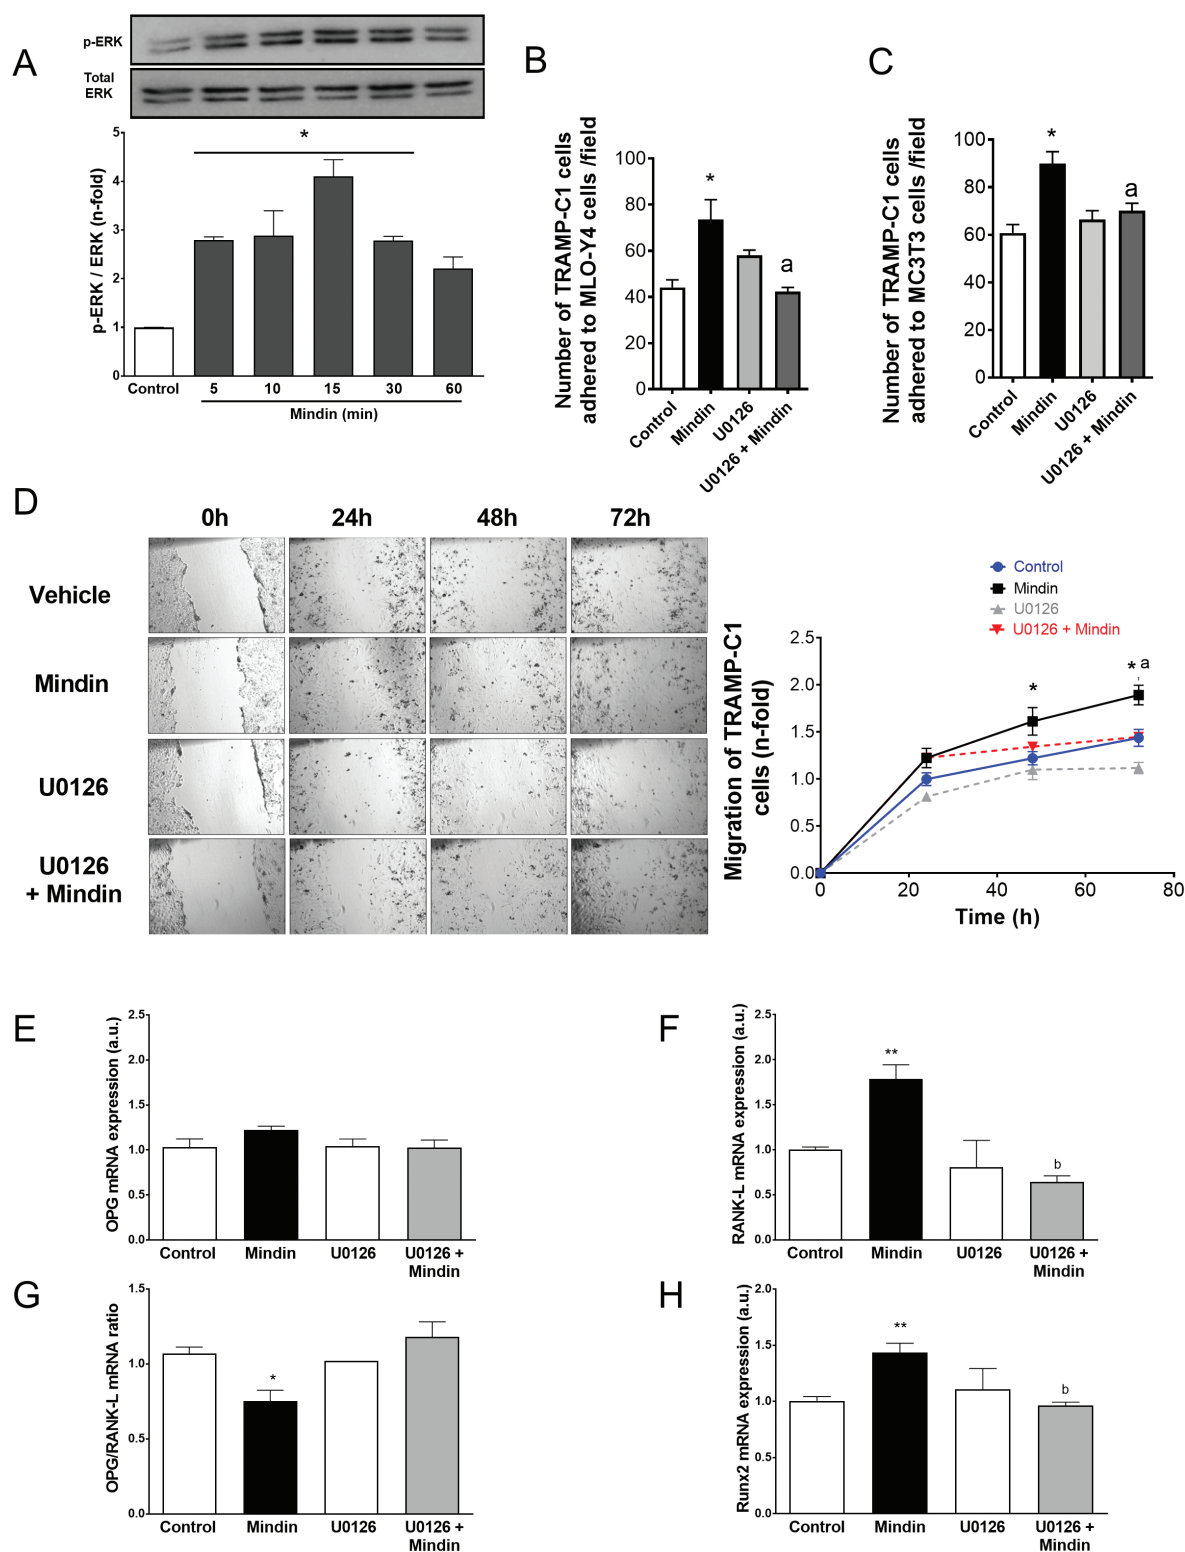 A
p-ERK
Total
ERK
p-ERK / ERK (n-fold)
5
4
3
2
1
0
*
Control
5
10
15
30
60
Mindin (min)
B
Number of TRAMP-C1 cells
adhered to MLO-Y4 cells /field
100
80
60
40
20
0
*
a
Control
Mindin
U0126
U0126 + Mindin
C
Number of TRAMP-C1 cells
adhered to MC3T3 cells /field
100
80
60
40
20
0
*
a
Control
Mindin
U0126
U0126 + Mindin
D
0h
24h
48h
72h
Vehicle
Mindin
U0126
U0126
+ Mindin
Control
Mindin
U0126
U0126 + Mindin
Migration of TRAMP-C1
cells (n-fold)
2.5
2.0
1.5
1.0
0.5
0.0
*
* a
0
20
40
60
80
Time (h)
E
OPG mRNA expression (a.u.)
2.5
2.0
1.5
1.0
0.5
0.0
Control
Mindin
U0126
U0126 +
Mindin
F
RANK-L mRNA expression (a.u.)
2.5
2.0
1.5
1.0
0.5
0.0
**
b
Control
Mindin
U0126
U0126 +
Mindin
G
OPG/RANK-L mRNA ratio
1.5
1.0
0.5
0.0
*
Control
Mindin
U0126
U0126 +
Mindin
H
Runx2 mRNA expression (a.u.)
2.0
1.5
1.0
0.5
0.0
**
b
Control
Mindin
U0126
U0126 +
Mindin